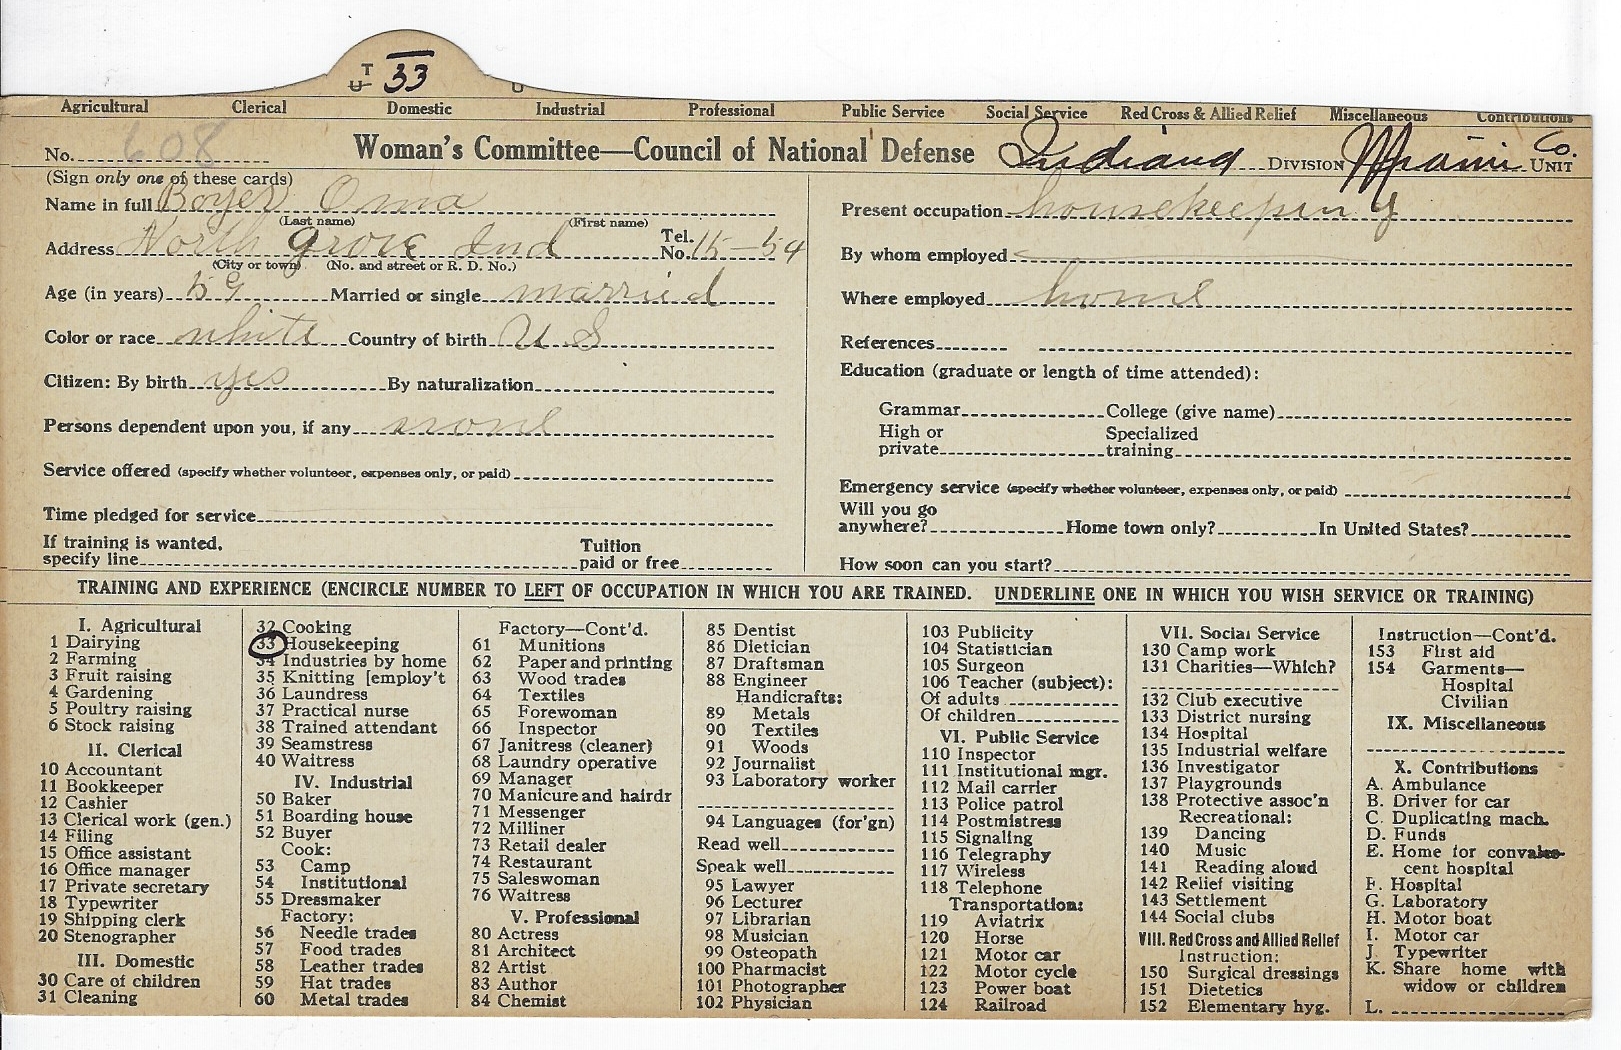 T
U 33 U
Agricultural Clerical Domestic Industrial Professional Public Service Social Service Red Cross & Allied Relief Miscellaneous Contributions
No. 608 Woman's Committee—Council of National Defense Indiana DIVISION Miami Co. UNIT
(Sign only one of these cards)
Name in full Boyer Oma
(Last name) (First name)
Address North Grove Ind Tel. No. 15-54
(City or town) (No. and street or R. D. No.)
Age (in years) 59 Married or single married
Color or race white Country of birth U S
Citizen: By birth yes By naturalization
Persons dependent upon you, if any none
Service offered (specify whether volunteer, expenses only, or paid)
Time pledged for service
If training is wanted, specify line Tuition paid or free
Present occupation housekeeping
By whom employed
Where employed home
References
Education (graduate or length of time attended):
Grammar College (give name)
High or private Specialized training
Emergency service (specify whether volunteer, expenses only, or paid)
Will you go anywhere? Home town only? In United States?
How soon can you start?
TRAINING AND EXPERIENCE (ENCIRCLE NUMBER TO LEFT OF OCCUPATION IN WHICH YOU ARE TRAINED. UNDERLINE ONE IN WHICH YOU WISH SERVICE OR TRAINING)
I. Agricultural
1 Dairying
2 Farming
3 Fruit raising
4 Gardening
5 Poultry raising
6 Stock raising
II. Clerical
10 Accountant
11 Bookkeeper
12 Cashier
13 Clerical work (gen.)
14 Filing
15 Office assistant
16 Office manager
17 Private secretary
18 Typewriter
19 Shipping clerk
20 Stenographer
III. Domestic
30 Care of children
31 Cleaning
32 Cooking
33 Housekeeping
34 Industries by home
35 Knitting [employ't
36 Laundress
37 Practical nurse
38 Trained attendant
39 Seamstress
40 Waitress
IV. Industrial
50 Baker
51 Boarding house
52 Buyer
Cook:
53 Camp
54 Institutional
55 Dressmaker
Factory:
56 Needle trades
57 Food trades
58 Leather trades
59 Hat trades
60 Metal trades
Factory—Cont'd.
61 Munitions
62 Paper and printing
63 Wood trades
64 Textiles
65 Forewoman
66 Inspector
67 Janitress (cleaner)
68 Laundry operative
69 Manager
70 Manicure and hairdr
71 Messenger
72 Milliner
73 Retail dealer
74 Restaurant
75 Saleswoman
76 Waitress
V. Professional
80 Actress
81 Architect
82 Artist
83 Author
84 Chemist
85 Dentist
86 Dietician
87 Draftsman
88 Engineer
Handicrafts:
89 Metals
90 Textiles
91 Woods
92 Journalist
93 Laboratory worker
94 Languages (for'gn)
Read well
Speak well
95 Lawyer
96 Lecturer
97 Librarian
98 Musician
99 Osteopath
100 Pharmacist
101 Photographer
102 Physician
103 Publicity
104 Statistician
105 Surgeon
106 Teacher (subject):
Of adults
Of children
VI. Public Service
110 Inspector
111 Institutional mgr.
112 Mail carrier
113 Police patrol
114 Postmistress
115 Signaling
116 Telegraphy
117 Wireless
118 Telephone
Transportation:
119 Aviatrix
120 Horse
121 Motor car
122 Motor cycle
123 Power boat
124 Railroad
VII. Social Service
130 Camp work
131 Charities—Which?
132 Club executive
133 District nursing
134 Hospital
135 Industrial welfare
136 Investigator
137 Playgrounds
138 Protective assoc'n
Recreational:
139 Dancing
140 Music
141 Reading aloud
142 Relief visiting
143 Settlement
144 Social clubs
VIII. Red Cross and Allied Relief
Instruction:
150 Surgical dressings
151 Dietetics
152 Elementary hyg.
Instruction—Cont'd.
153 First aid
154 Garments—
Hospital
Civilian
IX. Miscellaneous
X. Contributions
A. Ambulance
B. Driver for car
C. Duplicating mach.
D. Funds
E. Home for convales-
cent hospital
F. Hospital
G. Laboratory
H. Motor boat
I. Motor car
J. Typewriter
K. Share home with
widow or children
L.